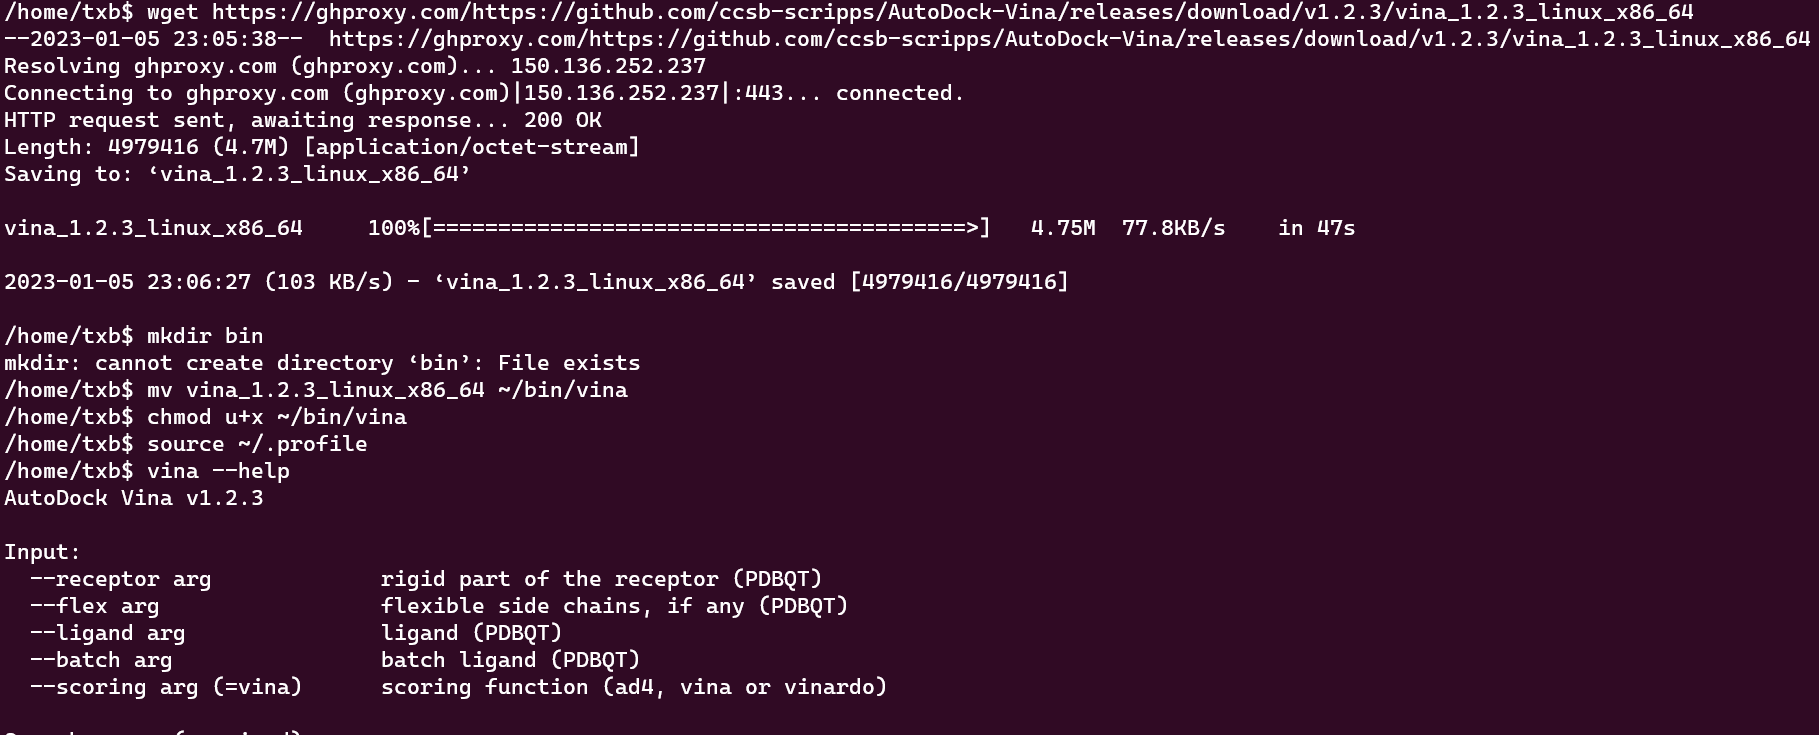 /home/txb$ wget https://ghproxy.com/https://github.com/ccsb-scripps/AutoDock-Vina/releases/download/v1.2.3/vina_1.2.3_linux_x86_64
--2023-01-05 23:05:38--  https://ghproxy.com/https://github.com/ccsb-scripps/AutoDock-Vina/releases/download/v1.2.3/vina_1.2.3_linux_x86_64
Resolving ghproxy.com (ghproxy.com)... 150.136.252.237
Connecting to ghproxy.com (ghproxy.com)|150.136.252.237|:443... connected.
HTTP request sent, awaiting response... 200 OK
Length: 4979416 (4.7M) [application/octet-stream]
Saving to: ‘vina_1.2.3_linux_x86_64’
vina_1.2.3_linux_x86_64     100%[=========================================>]   4.75M  77.8KB/s    in 47s
2023-01-05 23:06:27 (103 KB/s) - ‘vina_1.2.3_linux_x86_64’ saved [4979416/4979416]
/home/txb$ mkdir bin
mkdir: cannot create directory ‘bin’: File exists
/home/txb$ mv vina_1.2.3_linux_x86_64 ~/bin/vina
/home/txb$ chmod u+x ~/bin/vina
/home/txb$ source ~/.profile
/home/txb$ vina --help
AutoDock Vina v1.2.3
Input:
  --receptor arg             rigid part of the receptor (PDBQT)
  --flex arg                 flexible side chains, if any (PDBQT)
  --ligand arg               ligand (PDBQT)
  --batch arg                batch ligand (PDBQT)
  --scoring arg (=vina)      scoring function (ad4, vina or vinardo)